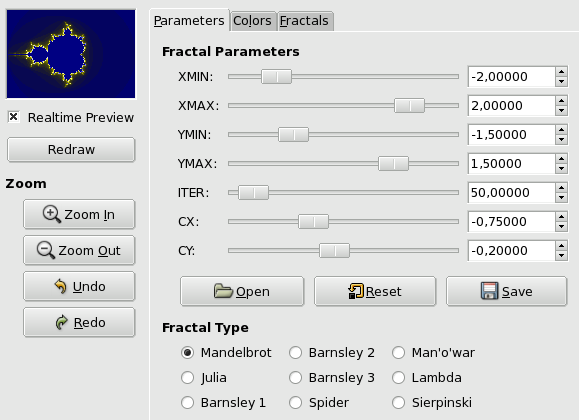 Parameters Colors Fractals
Fractal Parameters
XMIN: -2,00000
XMAX: 2,00000
Realtime Preview
YMIN: -1,50000
Redraw
YMAX: 1,50000
Zoom
ITER: 50,00000
Zoom In
CX: -0,75000
Zoom Out
CY: -0,20000
Undo
Open Reset Save
Redo
Fractal Type
Mandelbrot Barnsley 2 Man'o'war
Julia Barnsley 3 Lambda
Barnsley 1 Spider Sierpinski